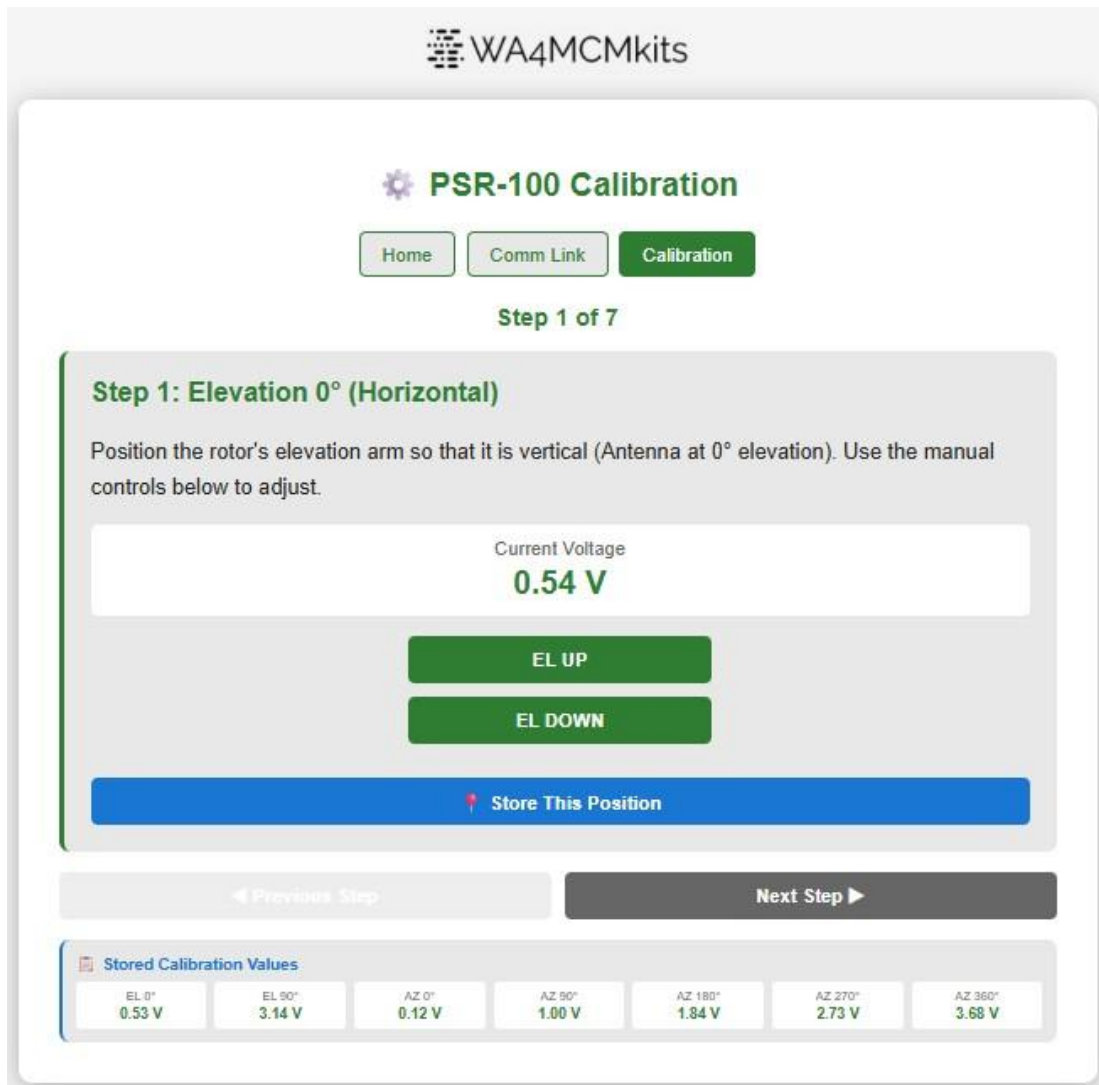 WA4MCMkits
PSR-100 Calibration
Home Comm Link Calibration
Step 1 of 7
Step 1: Elevation 0° (Horizontal)
Position the rotor's elevation arm so that it is vertical (Antenna at 0° elevation). Use the manual
controls below to adjust.
Current Voltage
0.54 V
EL UP
EL DOWN
Store This Position
◀ Previous Step Next Step ▶
Stored Calibration Values
EL 0° EL 90° AZ 0° AZ 90° AZ 180° AZ 270° AZ 360°
0.53 V 3.14 V 0.12 V 1.00 V 1.84 V 2.73 V 3.68 V